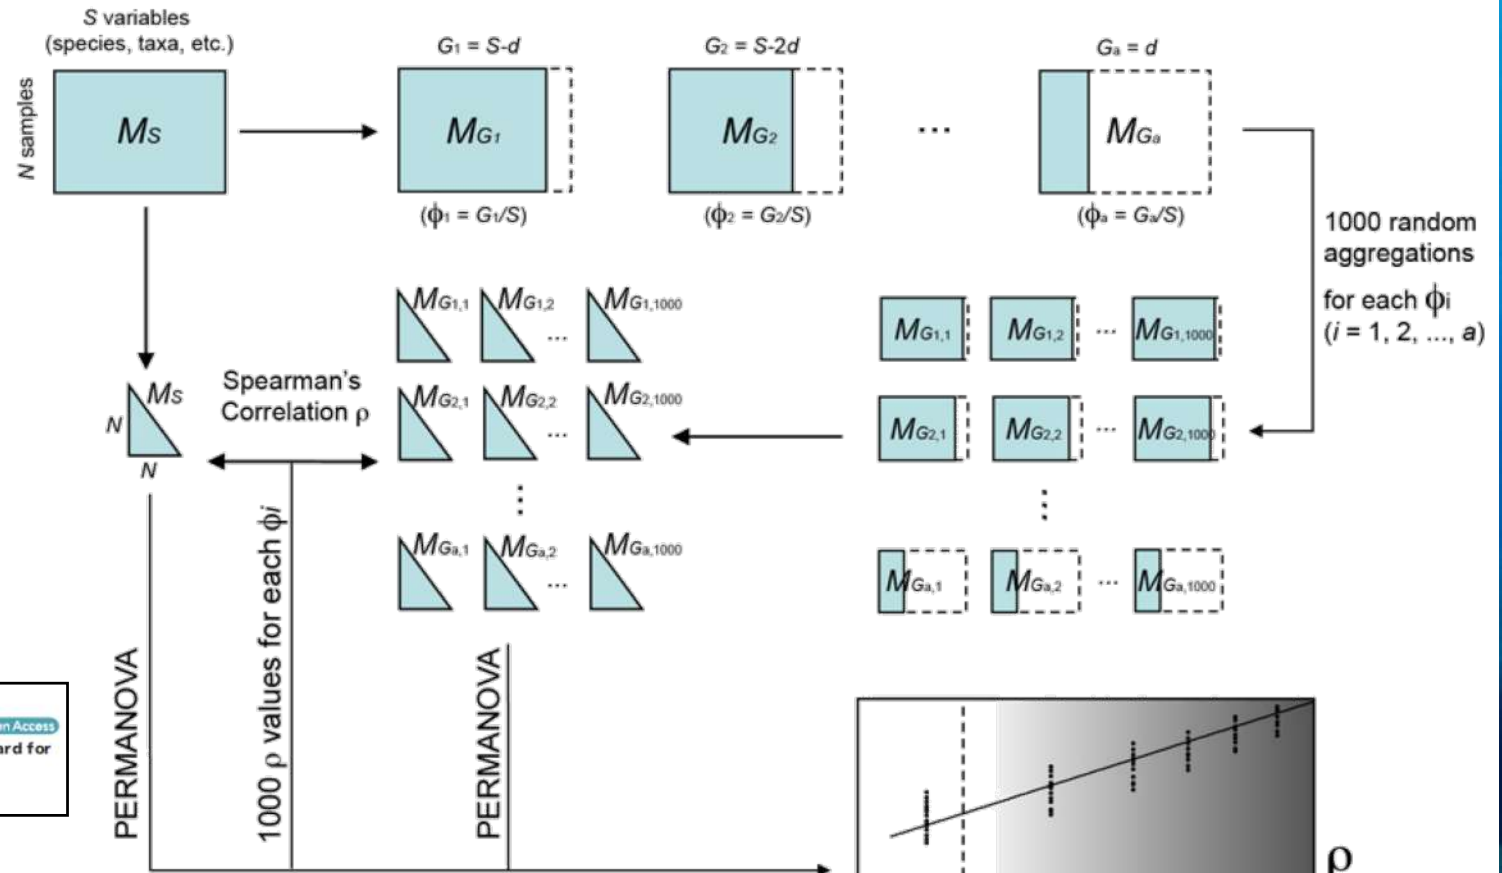 S variables
(species, taxa, etc.)
N samples
MS
G1 = S-d
MG1
(ϕ1 = G1/S)
G2 = S-2d
MG2
(ϕ2 = G2/S)
...
Ga = d
MGa
(ϕa = Ga/S)
1000 random
aggregations
for each ϕi
(i = 1, 2, ..., a)
MG1,1 MG1,2 ... MG1,1000
MG2,1 MG2,2 ... MG2,1000
⋮
MGa,1 MGa,2 ... MGa,1000
MG1,1 MG1,2 ... MG1,1000
MG2,1 MG2,2 ... MG2,1000
⋮
MGa,1 MGa,2 ... MGa,1000
MS
N
N
Spearman's
Correlation ρ
PERMANOVA
1000 ρ values for each ϕi
PERMANOVA
Access
ard for
ρ